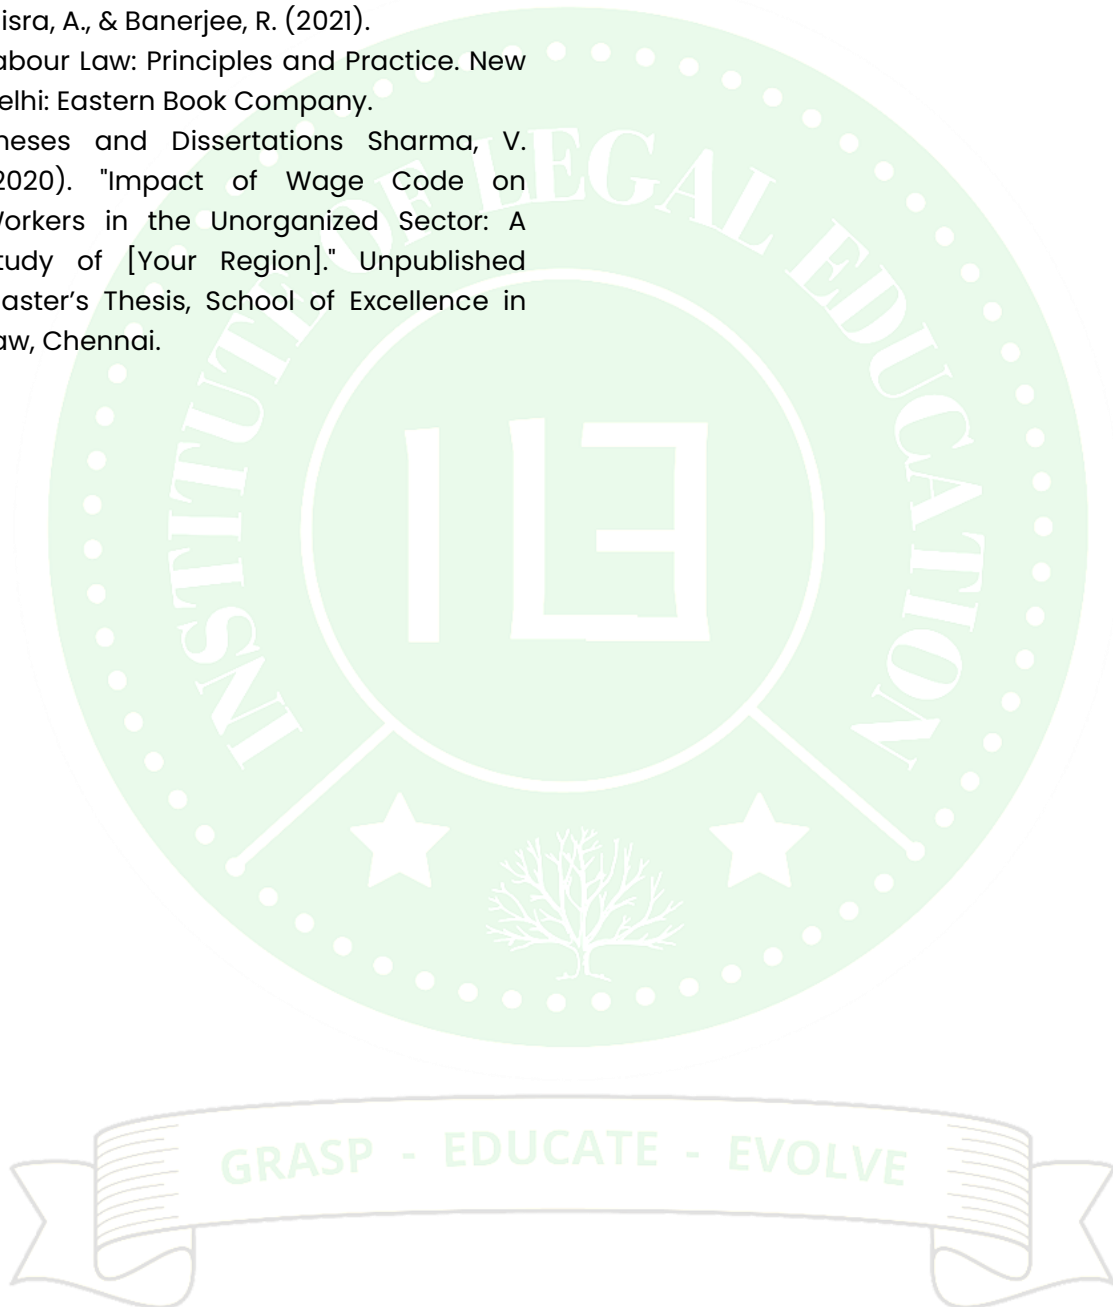 isra, A., & Banerjee, R. (2021).
abour Law: Principles and Practice. New
elhi: Eastern Book Company.
heses and Dissertations Sharma, V.
2020). "Impact of Wage Code on
Workers in the Unorganized Sector: A
tudy of [Your Region]." Unpublished
aster’s Thesis, School of Excellence in
aw, Chennai.
INSTITUTE OF LEGAL EDUCATION
ILE
GRASP - EDUCATE - EVOLVE